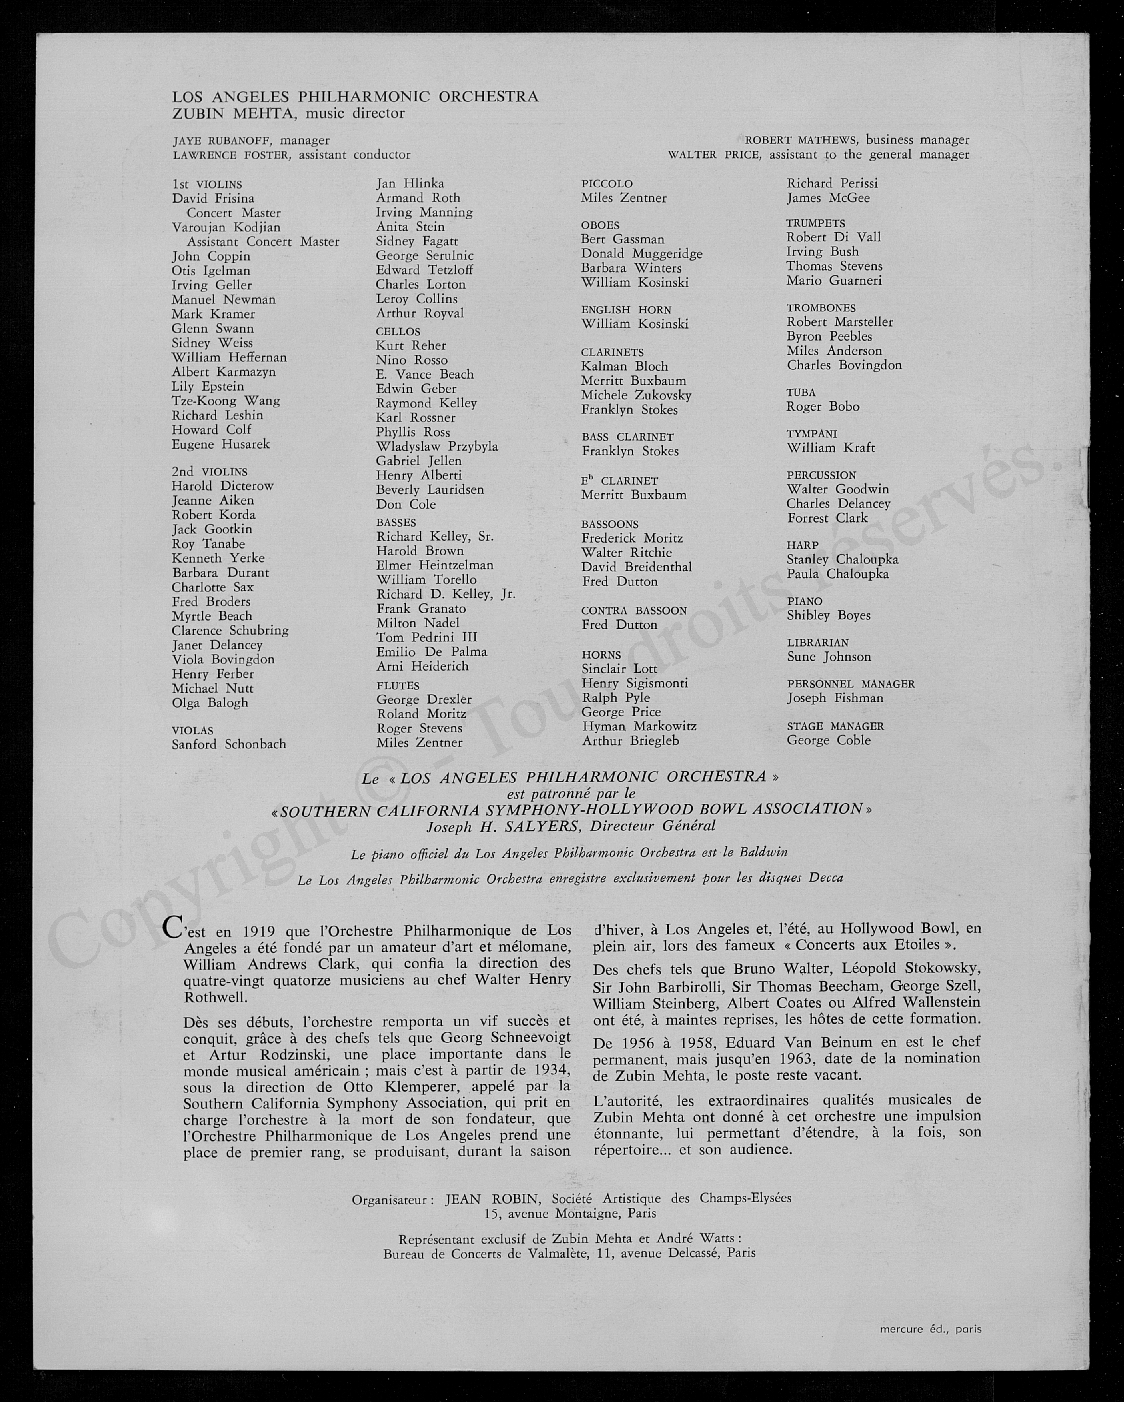 LOS ANGELES PHILHARMONIC ORCHESTRA
ZUBIN MEHTA, music director
JAYE RUBANOFF, manager
LAWRENCE FOSTER, assistant conductor
ROBERT MATHEWS, business manager
WALTER PRICE, assistant to the general manager
1st VIOLINS
David Frisina
Concert Master
Varoujan Kodjian
Assistant Concert Master
John Coppin
Otis Igelman
Irving Geller
Manuel Newman
Mark Kramer
Glenn Swann
Sidney Weiss
William Heffernan
Albert Karmazyn
Lily Epstein
Tze-Koong Wang
Richard Leshin
Howard Colf
Eugene Husarek
2nd VIOLINS
Harold Dicterow
Jeanne Aiken
Robert Korda
Jack Gootkin
Roy Tanabe
Kenneth Yerke
Barbara Durant
Charlotte Sax
Fred Broders
Myrtle Beach
Clarence Schubring
Janet Delancey
Viola Bovingdon
Henry Ferber
Michael Nutt
Olga Balogh
VIOLAS
Sanford Schonbach
Jan Hlinka
Armand Roth
Irving Manning
Anita Stein
Sidney Fagatt
George Serulnic
Edward Tetzloff
Charles Lorton
Leroy Collins
Arthur Royval
CELLOS
Kurt Reher
Nino Rosso
E. Vance Beach
Edwin Geber
Raymond Kelley
Karl Rossner
Phyllis Ross
Wladyslaw Przybyla
Gabriel Jellen
Henry Alberti
Beverly Lauridsen
Don Cole
BASSES
Richard Kelley, Sr.
Harold Brown
Elmer Heintzelman
William Torello
Richard D. Kelley, Jr.
Frank Granato
Milton Nadel
Tom Pedrini III
Emilio De Palma
Arni Heiderich
FLUTES
George Drexler
Roland Moritz
Roger Stevens
Miles Zentner
PICCOLO
Miles Zentner
OBOES
Bert Gassman
Donald Muggeridge
Barbara Winters
William Kosinski
ENGLISH HORN
William Kosinski
CLARINETS
Kalman Bloch
Merritt Buxbaum
Michele Zukovsky
Franklyn Stokes
BASS CLARINET
Franklyn Stokes
Eb CLARINET
Merritt Buxbaum
BASSOONS
Frederick Moritz
Walter Ritchie
David Breidenthal
Fred Dutton
CONTRA BASSOON
Fred Dutton
HORNS
Sinclair Lott
Henry Sigismonti
Ralph Pyle
George Price
Hyman Markowitz
Arthur Briegleb
Richard Perissi
James McGee
TRUMPETS
Robert Di Vall
Irving Bush
Thomas Stevens
Mario Guarneri
TROMBONES
Robert Marsteller
Byron Peebles
Miles Anderson
Charles Bovingdon
TUBA
Roger Bobo
TYMPANI
William Kraft
PERCUSSION
Walter Goodwin
Charles Delancey
Forrest Clark
HARP
Stanley Chaloupka
Paula Chaloupka
PIANO
Shibley Boyes
LIBRARIAN
Sune Johnson
PERSONNEL MANAGER
Joseph Fishman
STAGE MANAGER
George Coble
Le « LOS ANGELES PHILHARMONIC ORCHESTRA »
est patronné par le
«SOUTHERN CALIFORNIA SYMPHONY-HOLLYWOOD BOWL ASSOCIATION»
Joseph H. SALYERS, Directeur Général
Le piano officiel du Los Angeles Philharmonic Orchestra est le Baldwin
Le Los Angeles Philharmonic Orchestra enregistre exclusivement pour les disques Decca
C'est en 1919 que l'Orchestre Philharmonique de Los
Angeles a été fondé par un amateur d'art et mélomane,
William Andrews Clark, qui confia la direction des
quatre-vingt quatorze musiciens au chef Walter Henry
Rothwell.
Dès ses débuts, l'orchestre remporta un vif succès et
conquit, grâce à des chefs tels que Georg Schneevoigt
et Artur Rodzinski, une place importante dans le
monde musical américain ; mais c'est à partir de 1934,
sous la direction de Otto Klemperer, appelé par la
Southern California Symphony Association, qui prit en
charge l'orchestre à la mort de son fondateur, que
l'Orchestre Philharmonique de Los Angeles prend une
place de premier rang, se produisant, durant la saison
d'hiver, à Los Angeles et, l'été, au Hollywood Bowl, en
plein air, lors des fameux « Concerts aux Etoiles ».
Des chefs tels que Bruno Walter, Léopold Stokowsky,
Sir John Barbirolli, Sir Thomas Beecham, George Szell,
William Steinberg, Albert Coates ou Alfred Wallenstein
ont été, à maintes reprises, les hôtes de cette formation.
De 1956 à 1958, Eduard Van Beinum en est le chef
permanent, mais jusqu'en 1963, date de la nomination
de Zubin Mehta, le poste reste vacant.
L'autorité, les extraordinaires qualités musicales de
Zubin Mehta ont donné à cet orchestre une impulsion
étonnante, lui permettant d'étendre, à la fois, son
répertoire... et son audience.
Organisateur : JEAN ROBIN, Société Artistique des Champs-Elysées
15, avenue Montaigne, Paris
Représentant exclusif de Zubin Mehta et André Watts :
Bureau de Concerts de Valmalète, 11, avenue Delcassé, Paris
mercure éd., paris
Copyright © - Tous droits réservés.